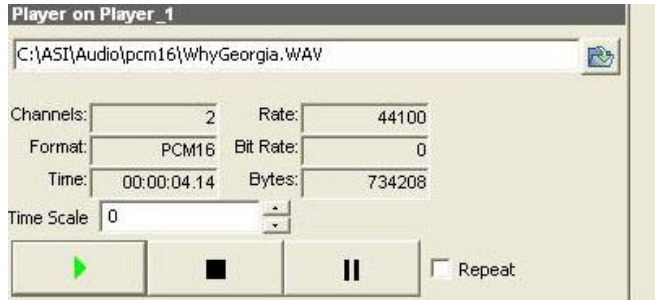 Player on Player_1
C:\ASI\Audio\pcm16\WhyGeorgia.WAV
Channels: 2 Rate: 44100
Format: PCM16 Bit Rate: 0
Time: 00:00:04.14 Bytes: 734208
Time Scale 0
Repeat